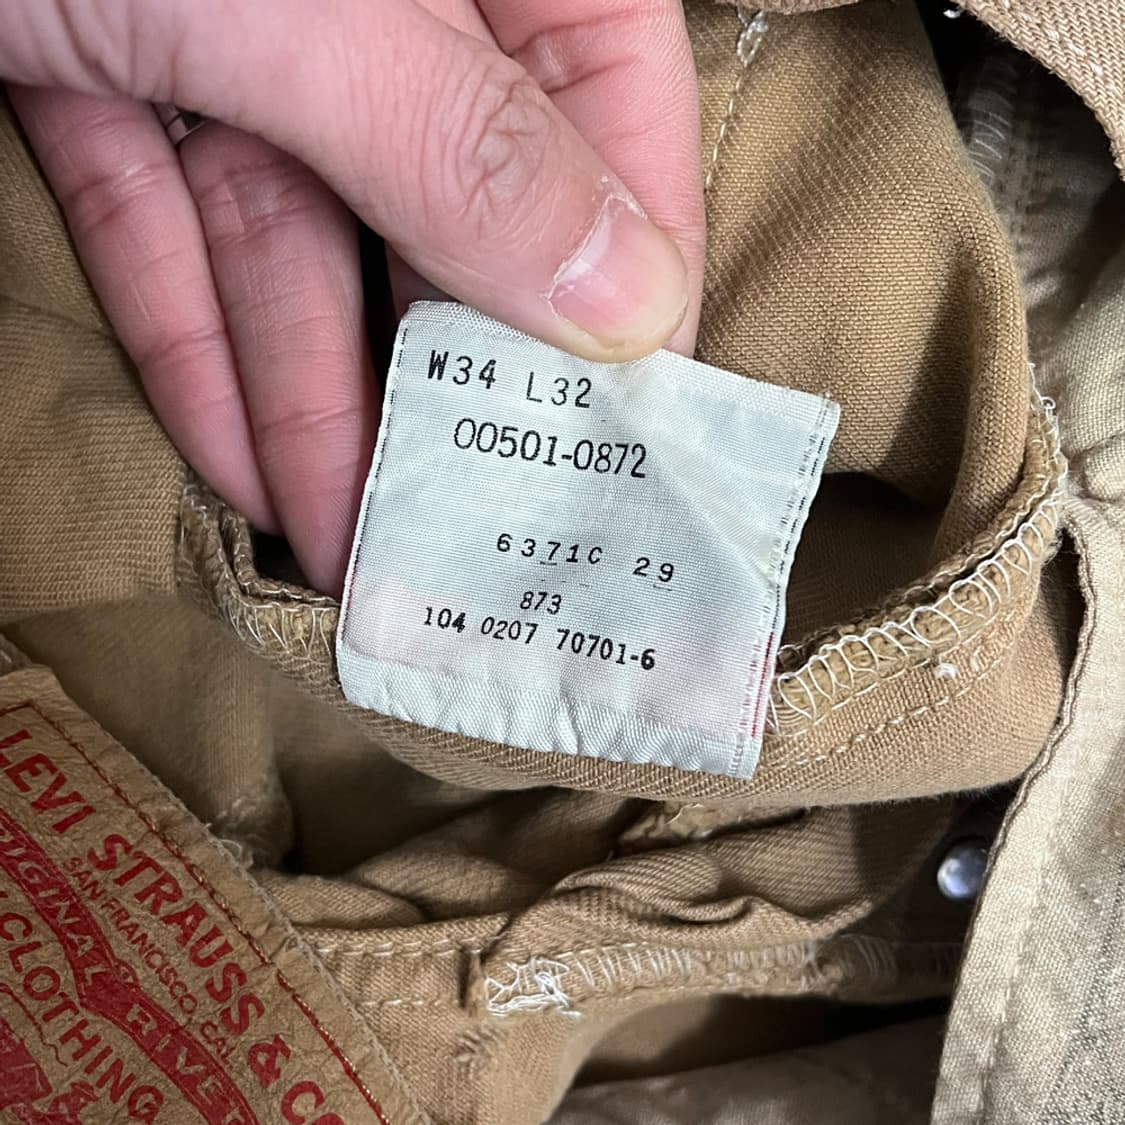 W34 L32
00501-0872
6371C 29
873
104 0207 70701-6
LEVI STRAUSS & CO
SAN FRANCISCO, CAL.
ORIGINAL RIVET
CLOTHING